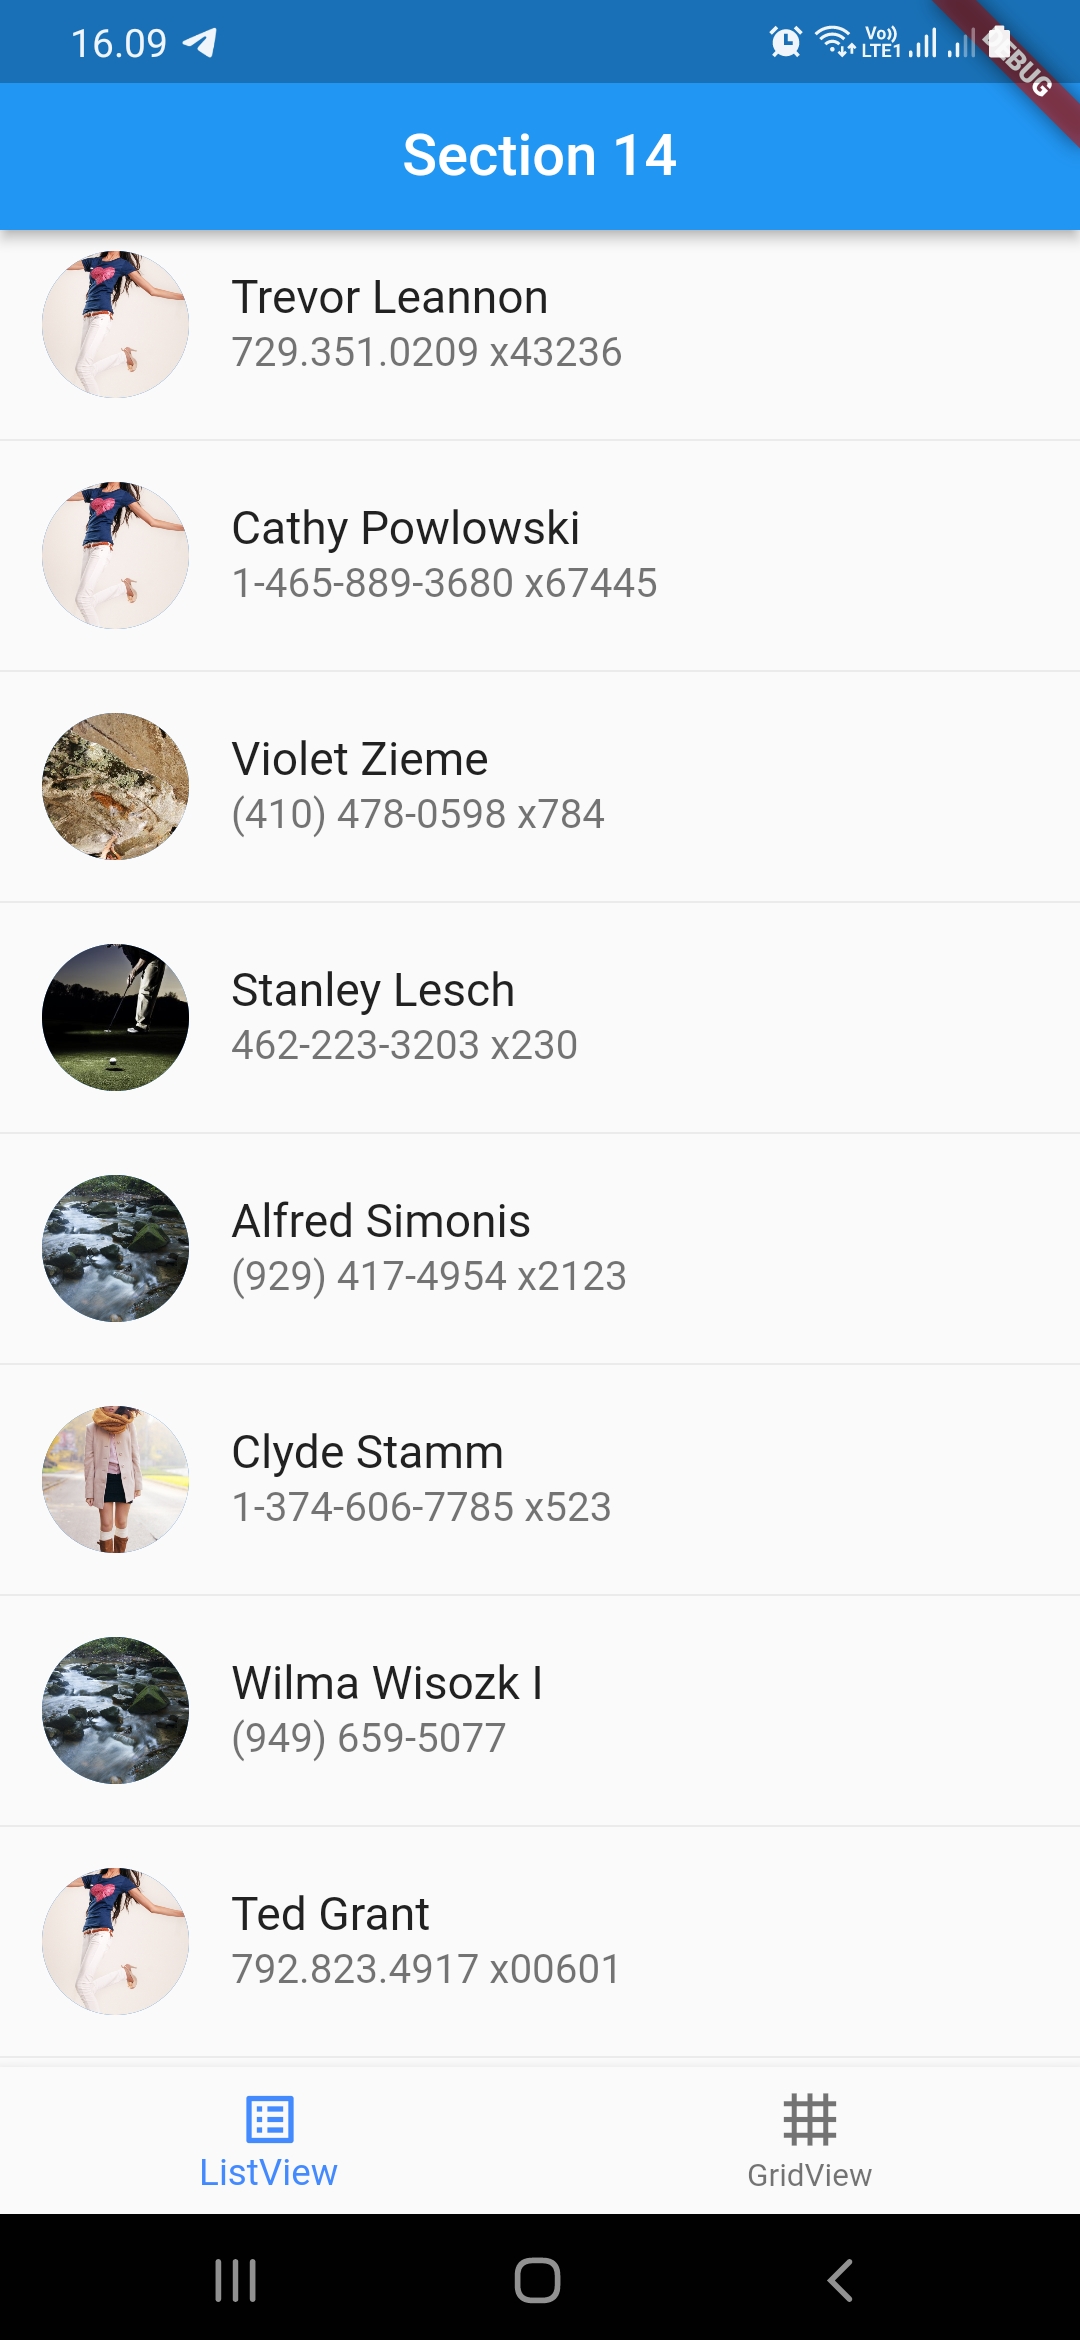 16.09
Vo))
LTE1
DEBUG
Section 14
Trevor Leannon
729.351.0209 x43236
Cathy Powlowski
1-465-889-3680 x67445
Violet Zieme
(410) 478-0598 x784
Stanley Lesch
462-223-3203 x230
Alfred Simonis
(929) 417-4954 x2123
Clyde Stamm
1-374-606-7785 x523
Wilma Wisozk I
(949) 659-5077
Ted Grant
792.823.4917 x00601
ListView
GridView